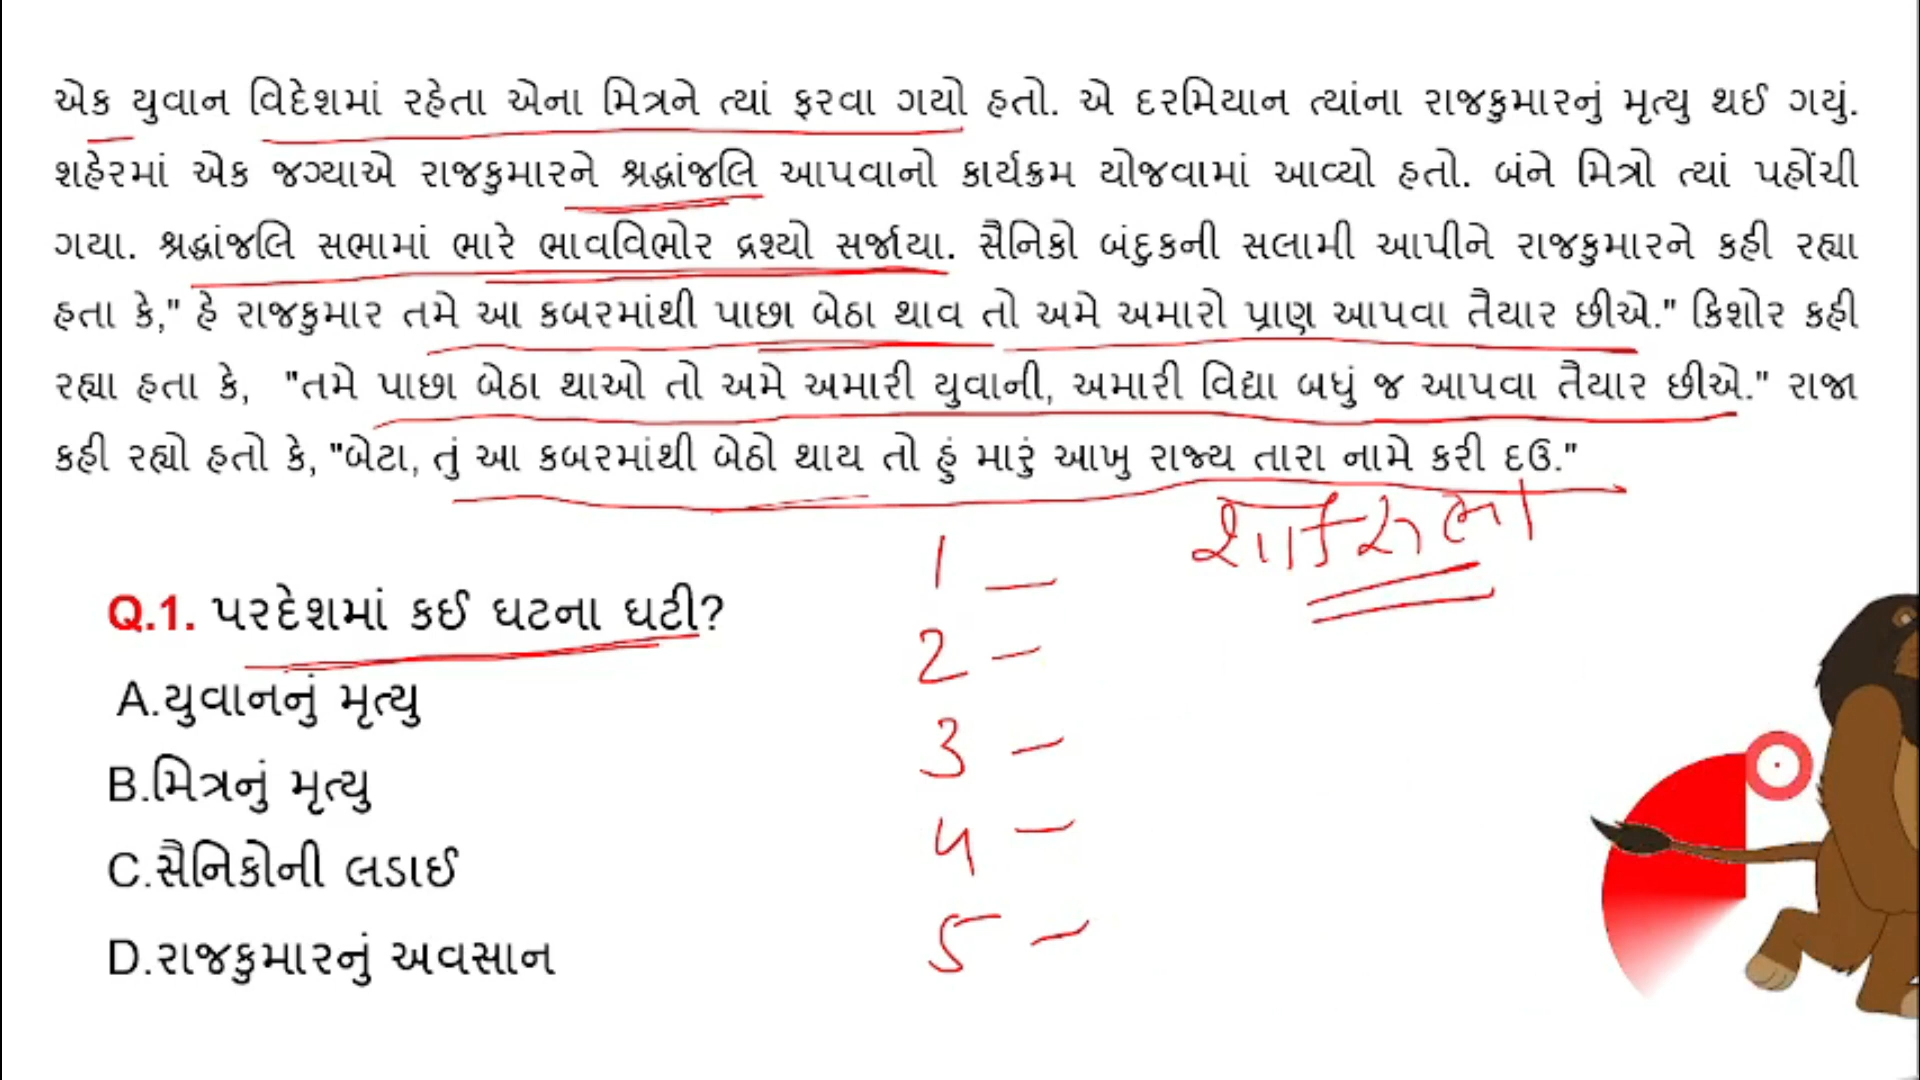 એક યુવાન વિદેશમાં રહેતા એના મિત્રને ત્યાં ફરવા ગયો હતો. એ દરમિયાન ત્યાંના રાજકુમારનું મૃત્યુ થઈ ગયું.
શહેરમાં એક જગ્યાએ રાજકુમારને શ્રદ્ધાંજલિ આપવાનો કાર્યક્રમ યોજવામાં આવ્યો હતો. બંને મિત્રો ત્યાં પહોંચી
ગયા. શ્રદ્ધાંજલિ સભામાં ભારે ભાવવિભોર દ્રશ્યો સર્જાયા. સૈનિકો બંદુકની સલામી આપીને રાજકુમારને કહી રહ્યા
હતા કે," હે રાજકુમાર તમે આ કબરમાંથી પાછા બેઠા થાવ તો અમે અમારો પ્રાણ આપવા તૈયાર છીએ." કિશોર કહી
રહ્યા હતા કે, "તમે પાછા બેઠા થાઓ તો અમે અમારી યુવાની, અમારી વિદ્યા બધું જ આપવા તૈયાર છીએ." રાજા
કહી રહ્યો હતો કે, "બેટા, તું આ કબરમાંથી બેઠો થાય તો હું મારું આખુ રાજ્ય તારા નામે કરી દઉ."
Q.1. પરદેશમાં કઈ ઘટના ઘટી?
A.યુવાનનું મૃત્યુ
B.મિત્રનું મૃત્યુ
C.સૈનિકોની લડાઈ
D.રાજકુમારનું અવસાન
1 –
2 –
3 –
4 –
5 –